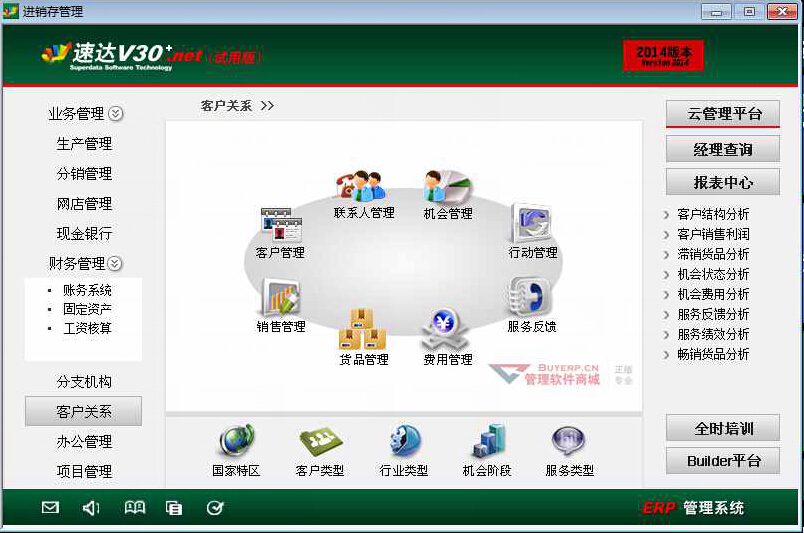 进销存管理
速达V30+.net(试用版)
Superdata Software Technology
2014版本
Version 2014
业务管理
生产管理
分销管理
网店管理
现金银行
财务管理
账务系统
固定资产
工资核算
分支机构
客户关系
办公管理
项目管理
客户关系 >>
联系人管理
机会管理
客户管理
行动管理
销售管理
服务反馈
货品管理
费用管理
BUYERP.CN
管理软件商城
正版
专业
国家特区
客户类型
行业类型
机会阶段
服务类型
云管理平台
经理查询
报表中心
客户结构分析
客户销售利润
滞销货品分析
机会状态分析
机会费用分析
服务反馈分析
服务绩效分析
畅销货品分析
全时培训
Builder平台
ERP 管理系统